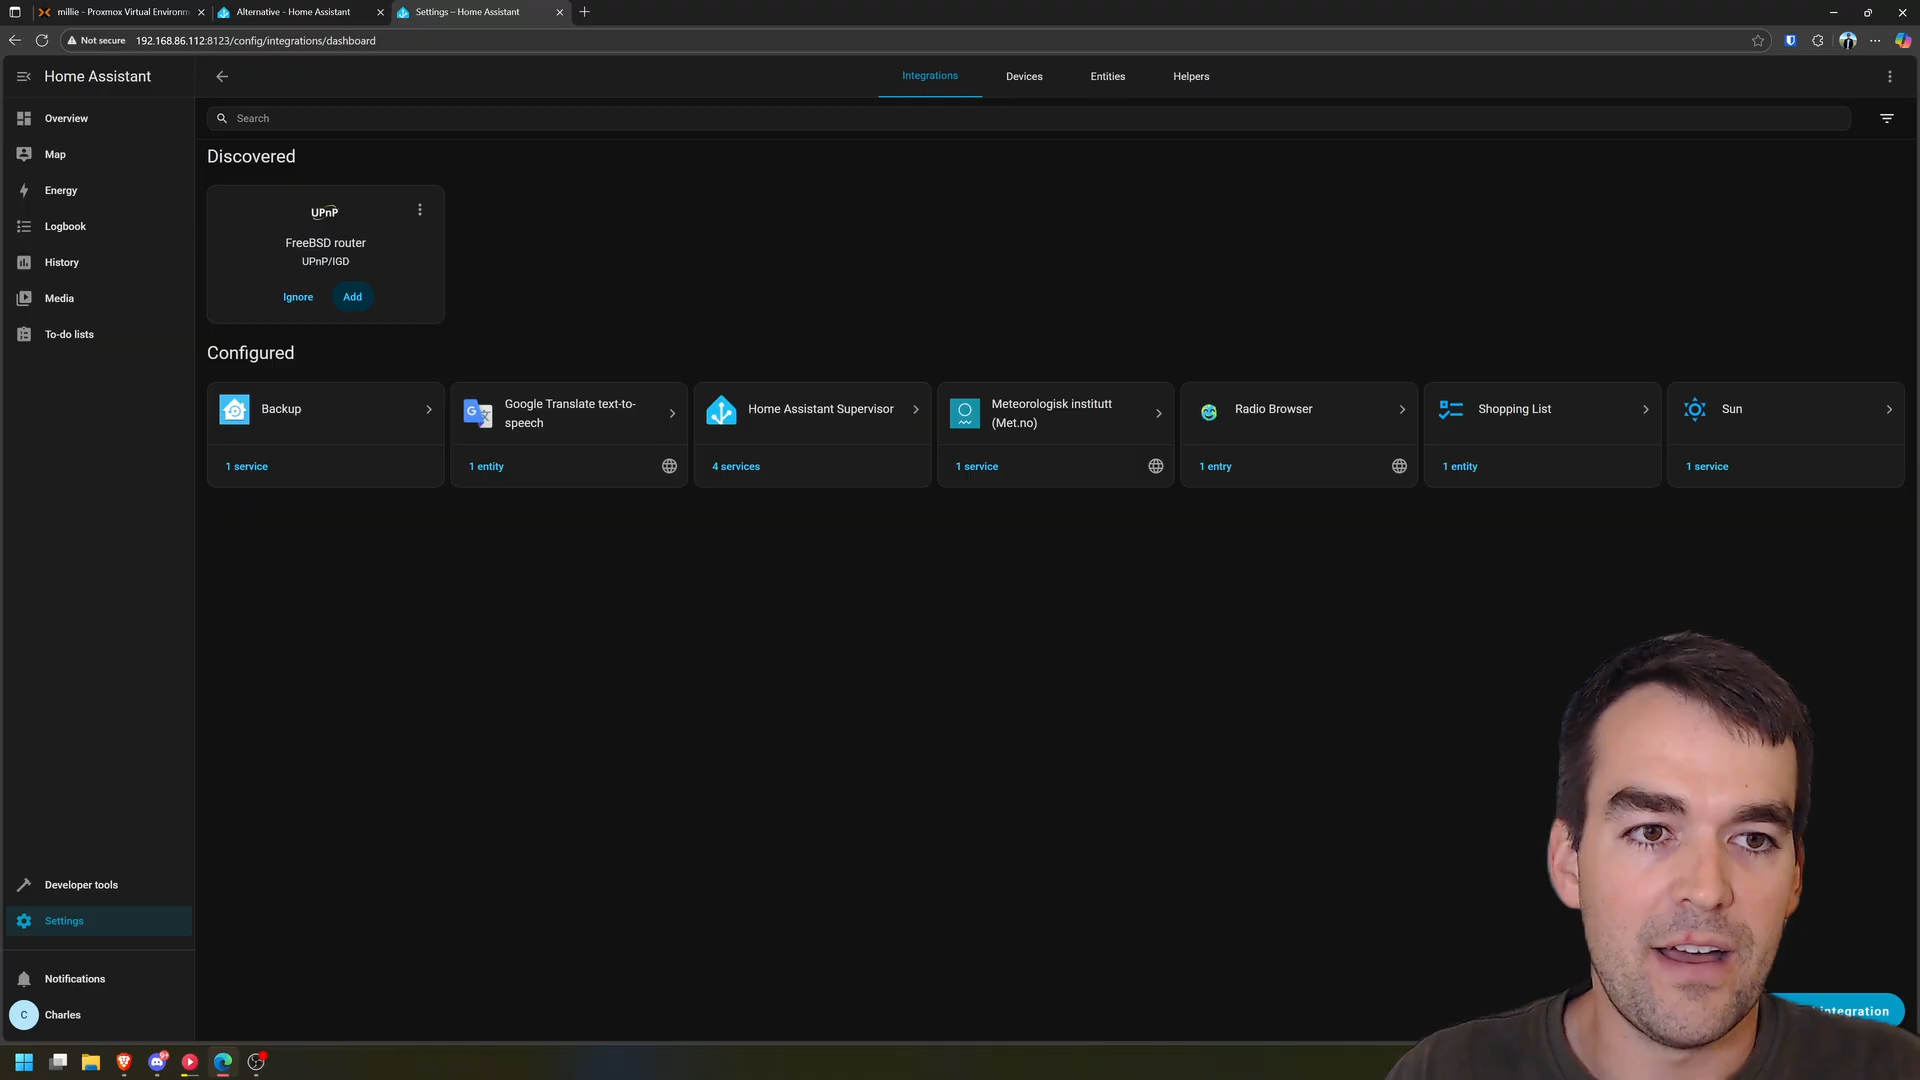 millie - Proxmox Virtual Environm
Alternative - Home Assistant
Settings – Home Assistant
Not secure
192.168.86.112:8123/config/integrations/dashboard
Home Assistant
Integrations
Devices
Entities
Helpers
Overview
Map
Energy
Logbook
History
Media
To-do lists
Developer tools
Settings
Notifications
C
Charles
Search
Discovered
UPnP
FreeBSD router
UPnP/IGD
Ignore
Add
Configured
Backup
1 service
Google Translate text-to-
speech
1 entity
Home Assistant Supervisor
4 services
Meteorologisk institutt
(Met.no)
1 service
Radio Browser
1 entry
Shopping List
1 entity
Sun
1 service
integration